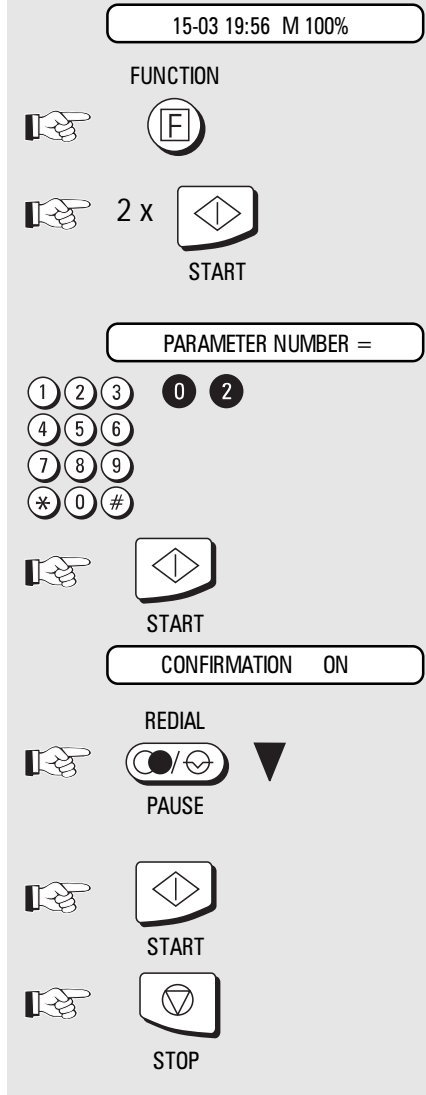 15-03 19:56 M 100%
FUNCTION
F
2 x
START
PARAMETER NUMBER =
1 2 3 0 2
4 5 6
7 8 9
* 0 #
START
CONFIRMATION ON
REDIAL
/
PAUSE
START
STOP